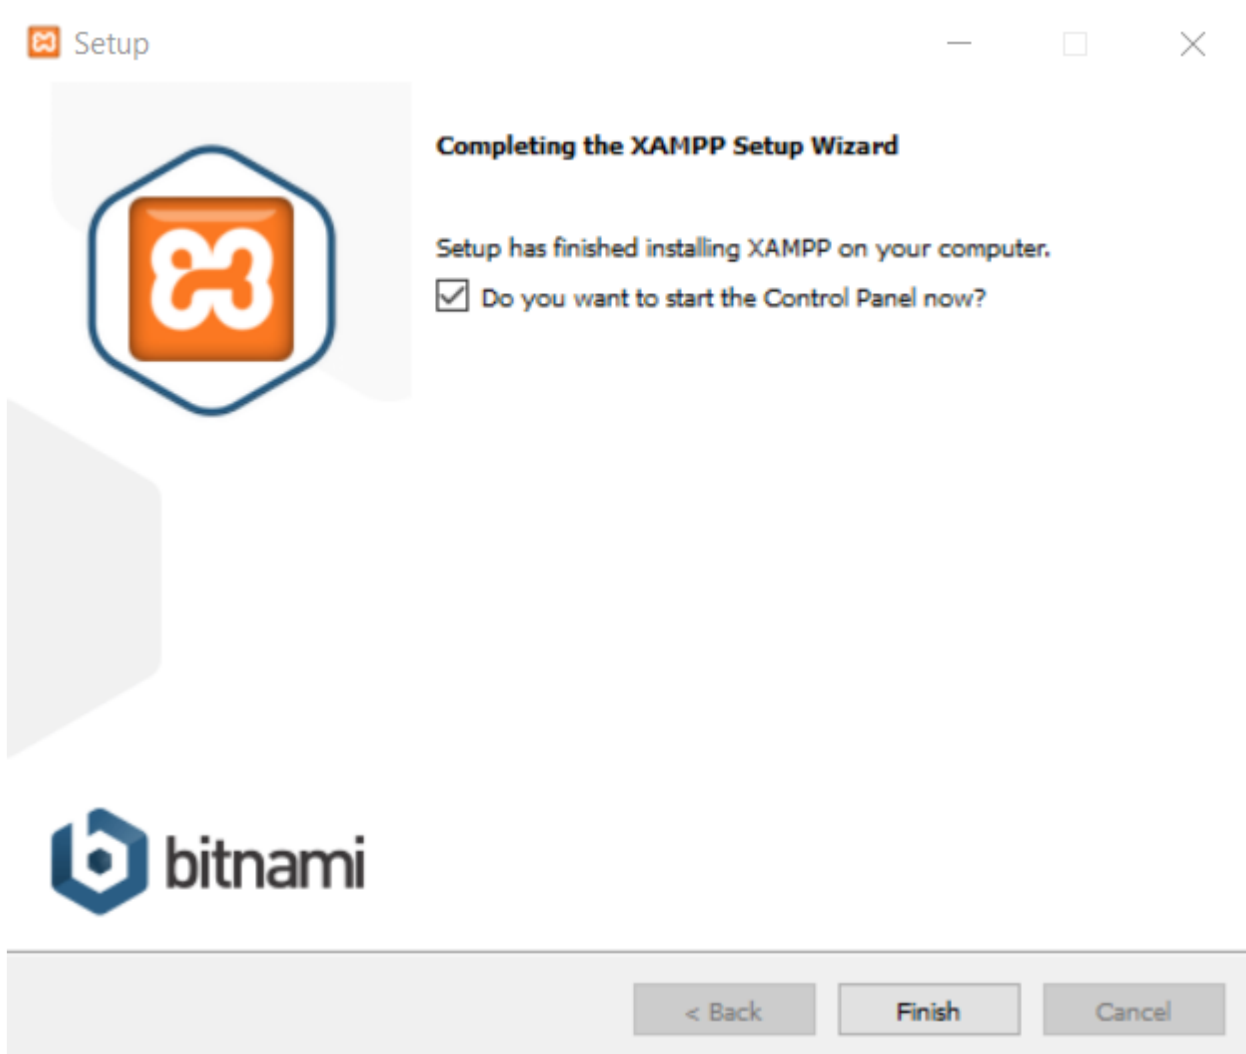 Setup
Completing the XAMPP Setup Wizard
Setup has finished installing XAMPP on your computer.
Do you want to start the Control Panel now?
bitnami
< Back
Finish
Cancel